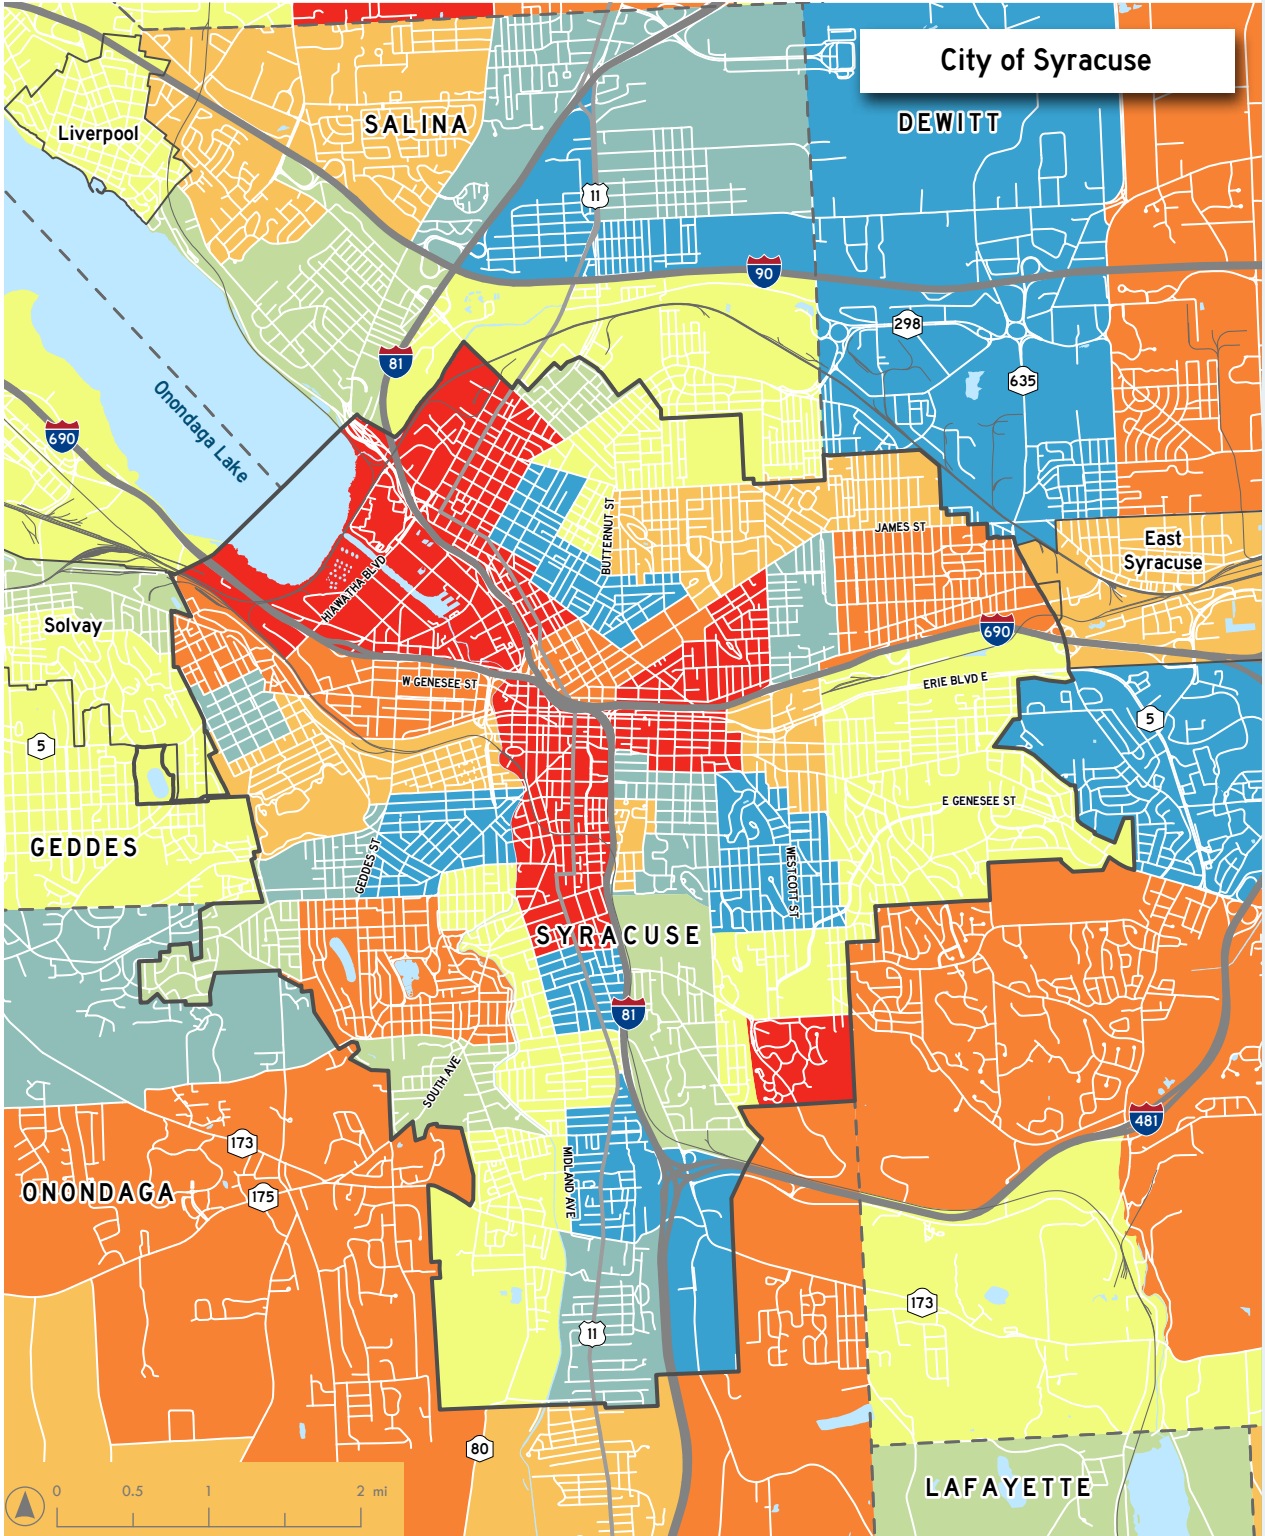 City of Syracuse
SALINA
DEWITT
Liverpool
11
90
298
81
635
Onondaga Lake
690
BUTTERNUT ST
JAMES ST
East
Syracuse
HIAWATHA BLVD
Solvay
690
W GENESEE ST
ERIE BLVD E
5
5
E GENESEE ST
GEDDES
GEDDES ST
WESTCOTT ST
SYRACUSE
81
SOUTH AVE
481
173
MIDLAND AVE
ONONDAGA
175
173
11
80
LAFAYETTE
0 0.5 1 2 mi